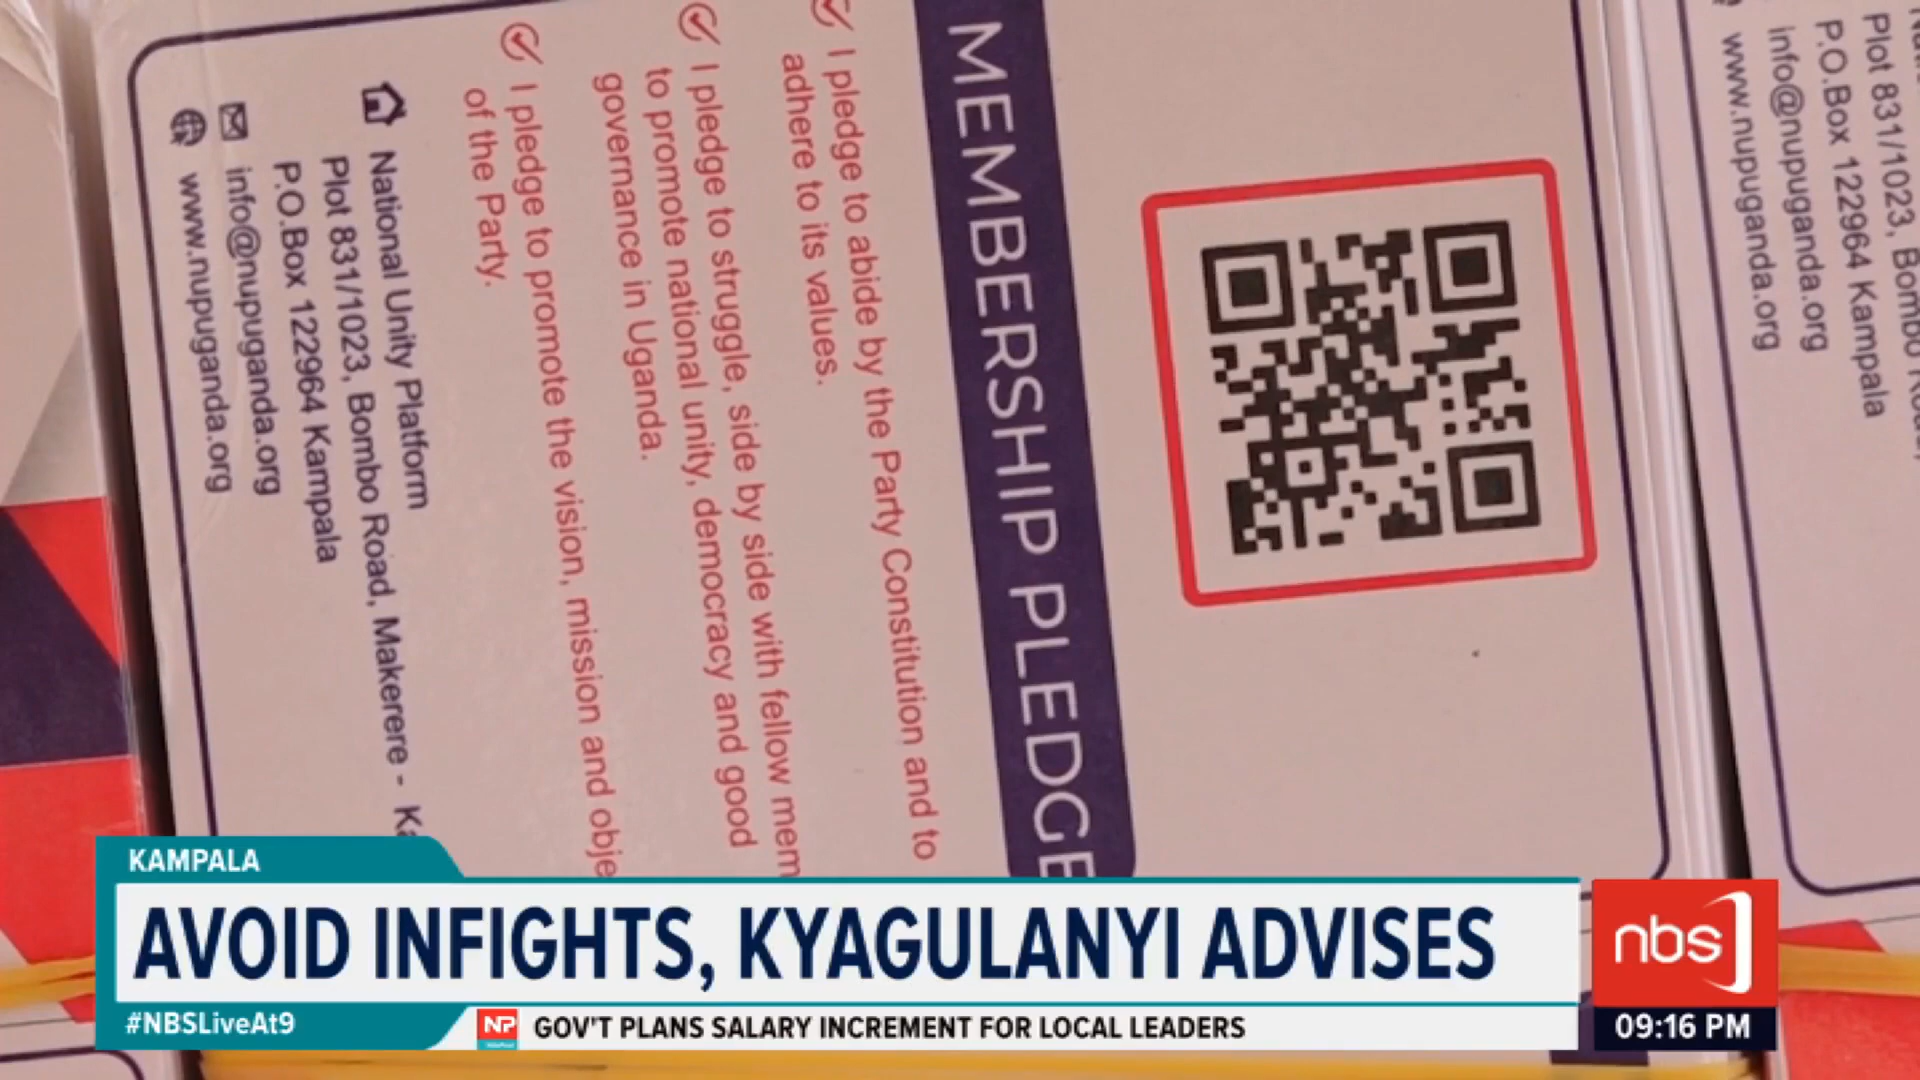 MEMBERSHIP PLEDGE
I pledge to abide by the Party Constitution and to
adhere to its values.
I pledge to struggle, side by side with fellow mem
to promote national unity, democracy and good
governance in Uganda.
I pledge to promote the vision, mission and obje
of the Party.
National Unity Platform
Plot 831/1023, Bombo Road, Makerere - Ka
P.O.Box 122964 Kampala
info@nupuganda.org
www.nupuganda.org
Plot 831/1023, Bombo Road,
P.O.Box 122964 Kampala
info@nupuganda.org
www.nupuganda.org
KAMPALA
AVOID INFIGHTS, KYAGULANYI ADVISES
nbs
#NBSLiveAt9
NP
GOV'T PLANS SALARY INCREMENT FOR LOCAL LEADERS
09:16 PM